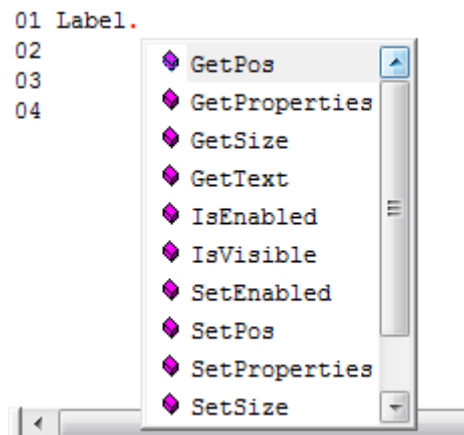 01 Label.
02
03
04
GetPos
GetProperties
GetSize
GetText
IsEnabled
IsVisible
SetEnabled
SetPos
SetProperties
SetSize